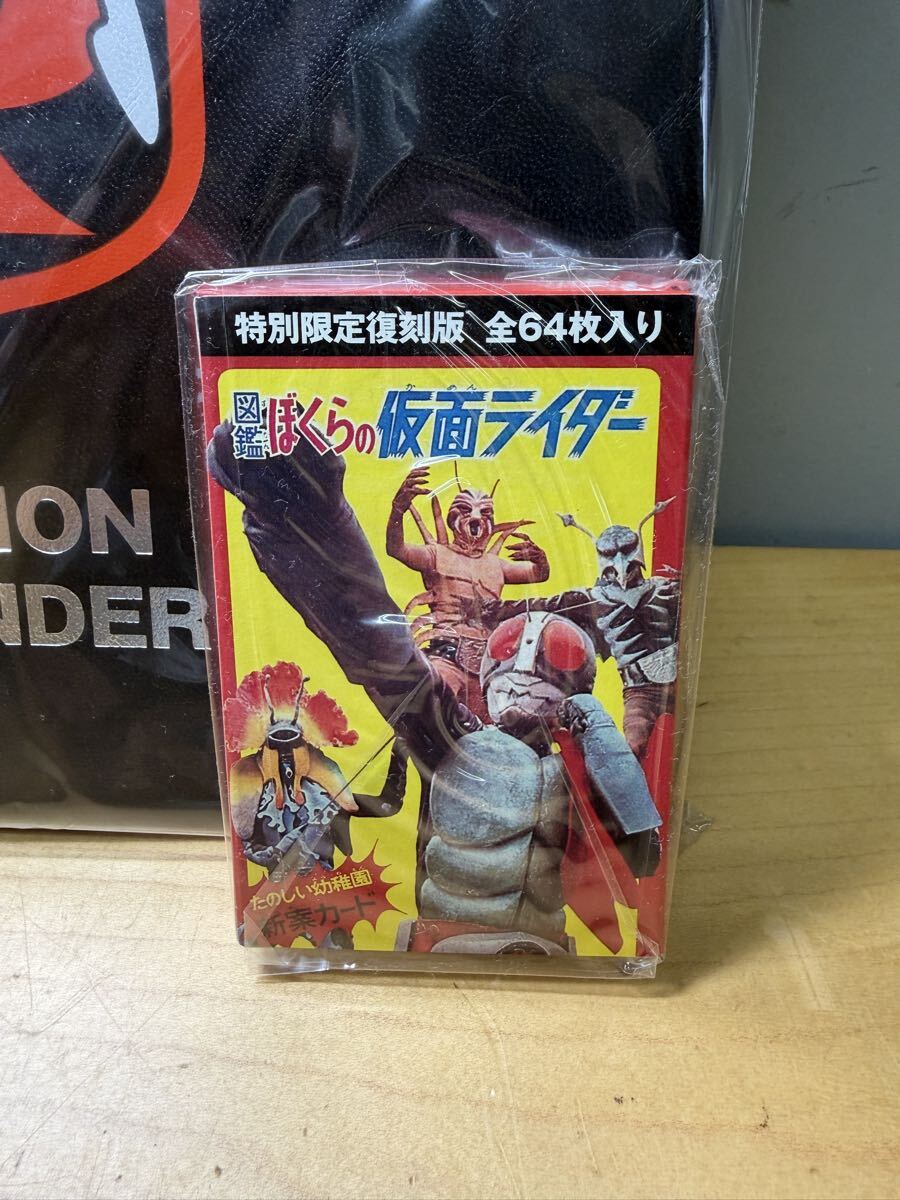 特別限定復刻版 全64枚入り
図鑑 ぼくらの仮面ライダー
たのしい幼稚園
新案カード
ION
NDER